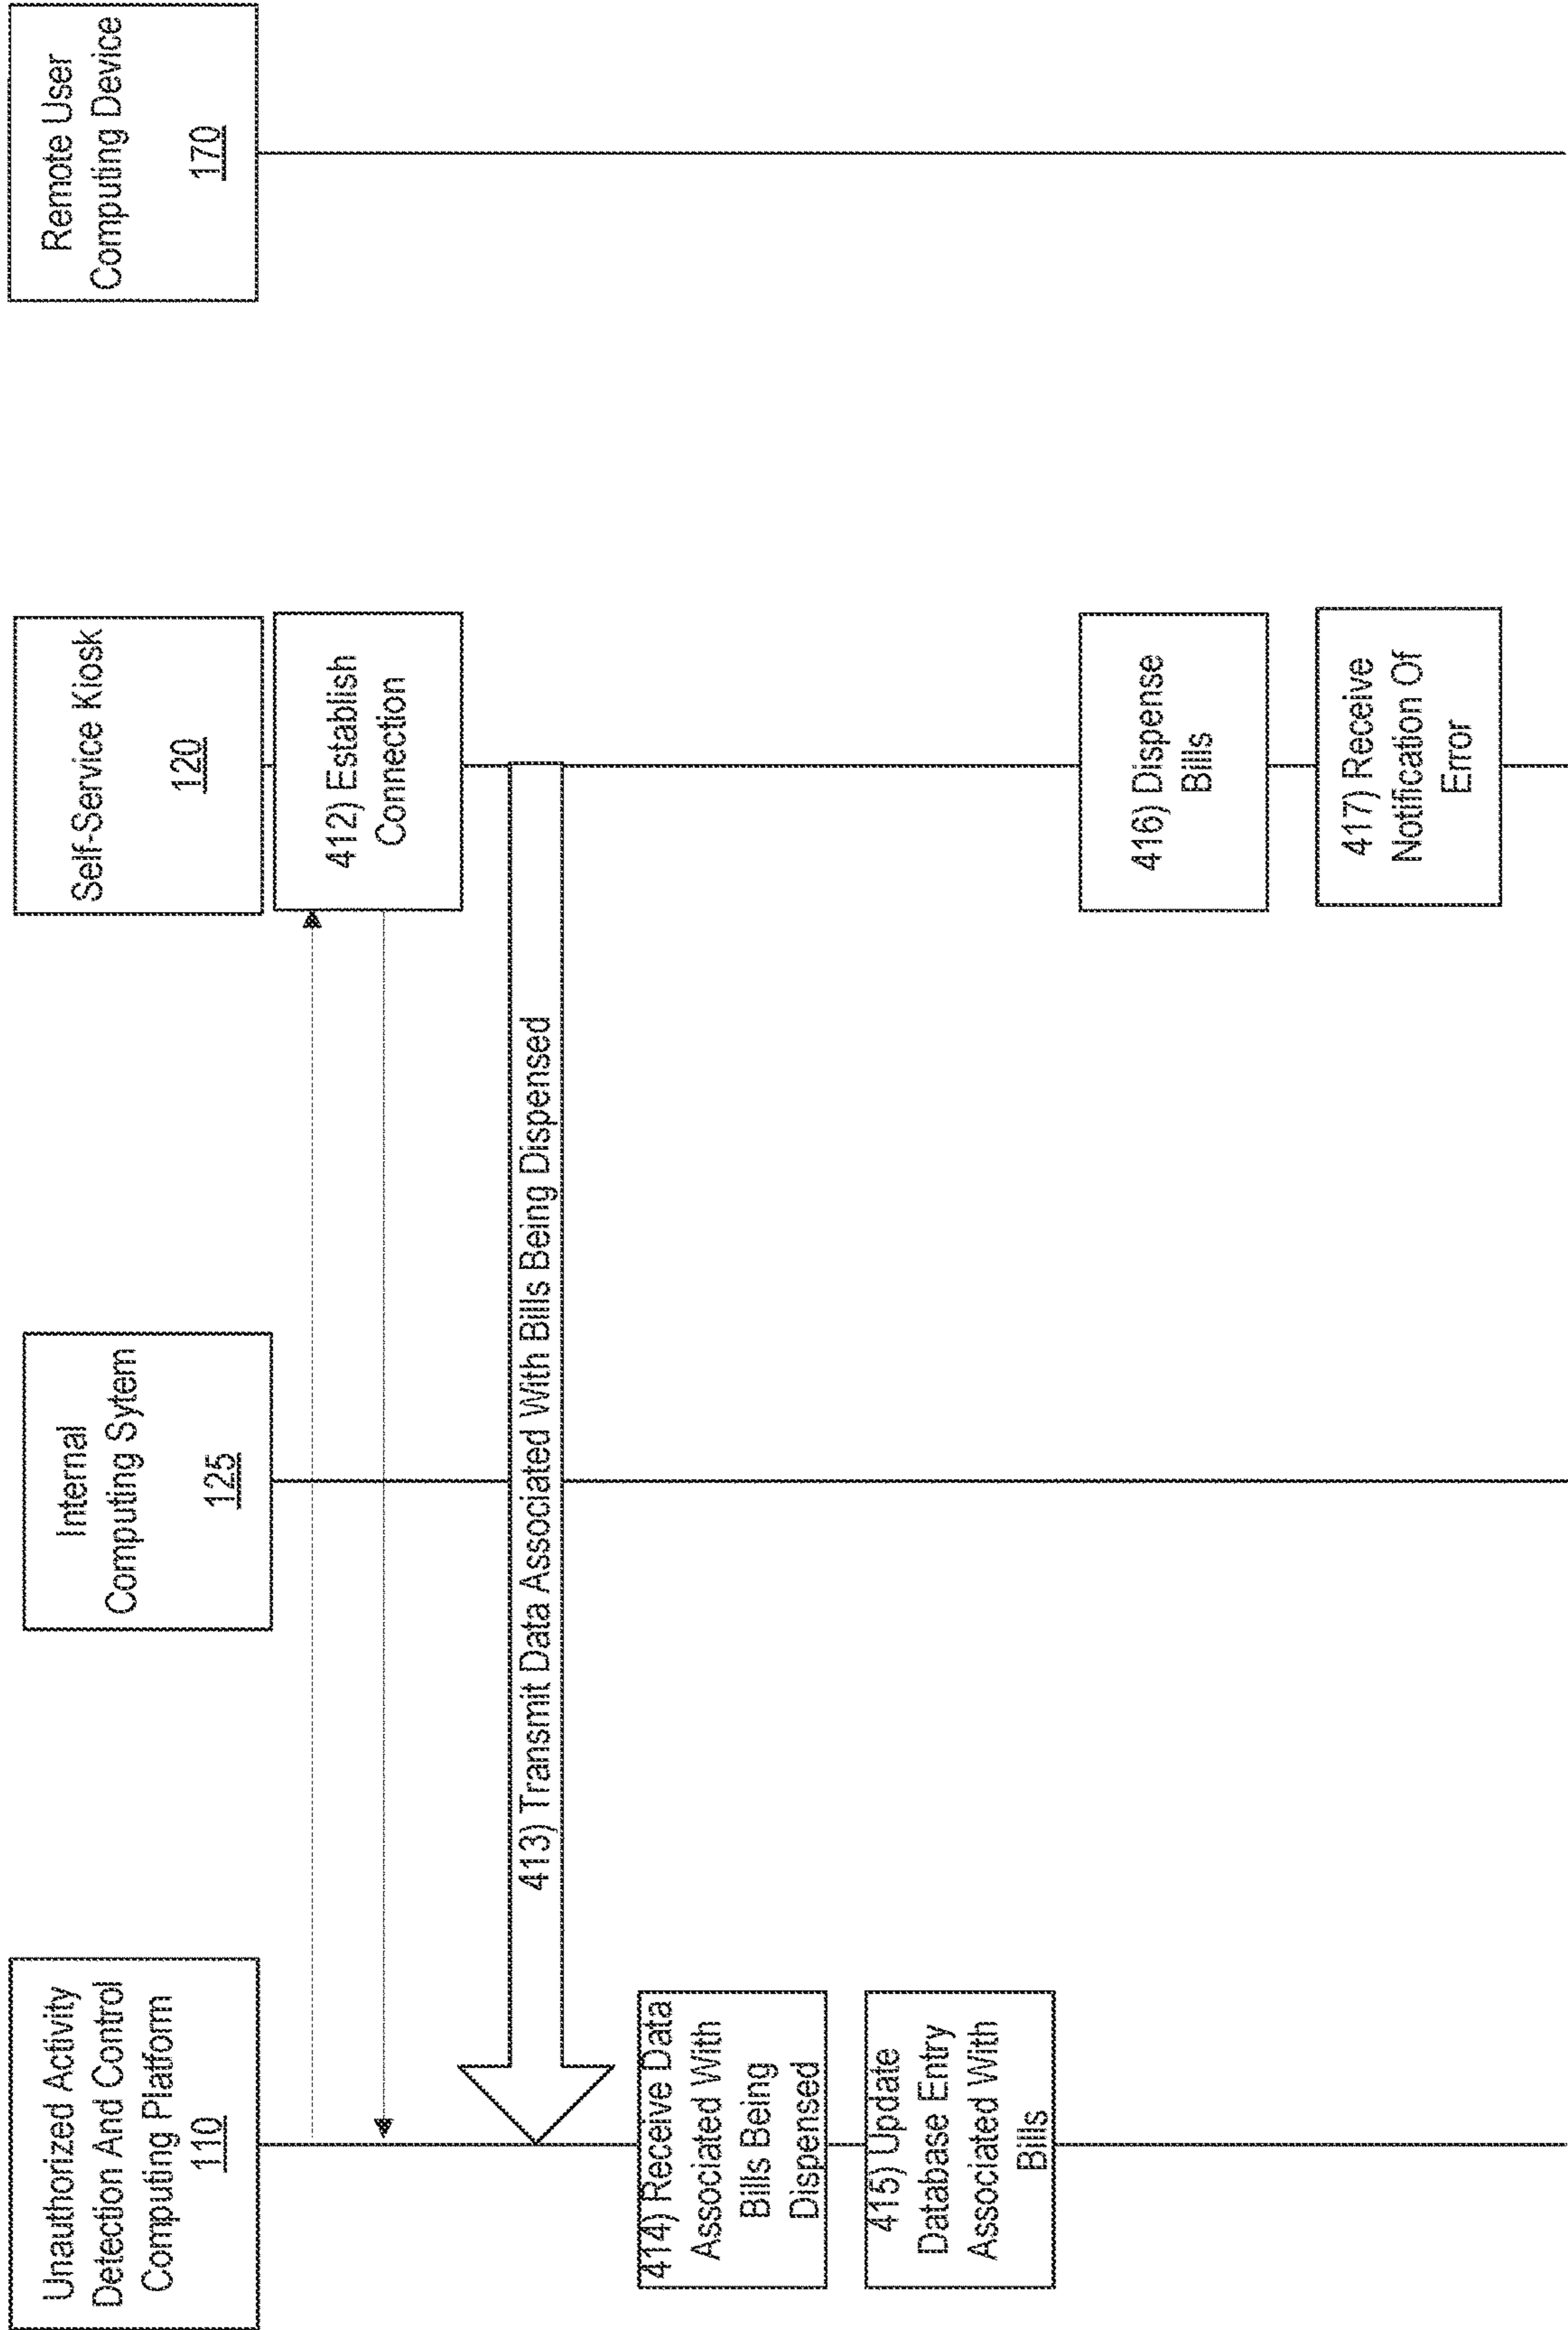 Unauthorized Activity
Detection And Control
Computing Platform
110
Internal
Computing Sytem
125
Self-Service Kiosk
120
Remote User
Computing Device
170
412) Establish
Connection
413) Transmit Data Associated With Bills Being Dispensed
414) Receive Data
Associated With
Bills Being
Dispensed
415) Update
Database Entry
Associated With
Bills
416) Dispense
Bills
417) Receive
Notification Of
Error